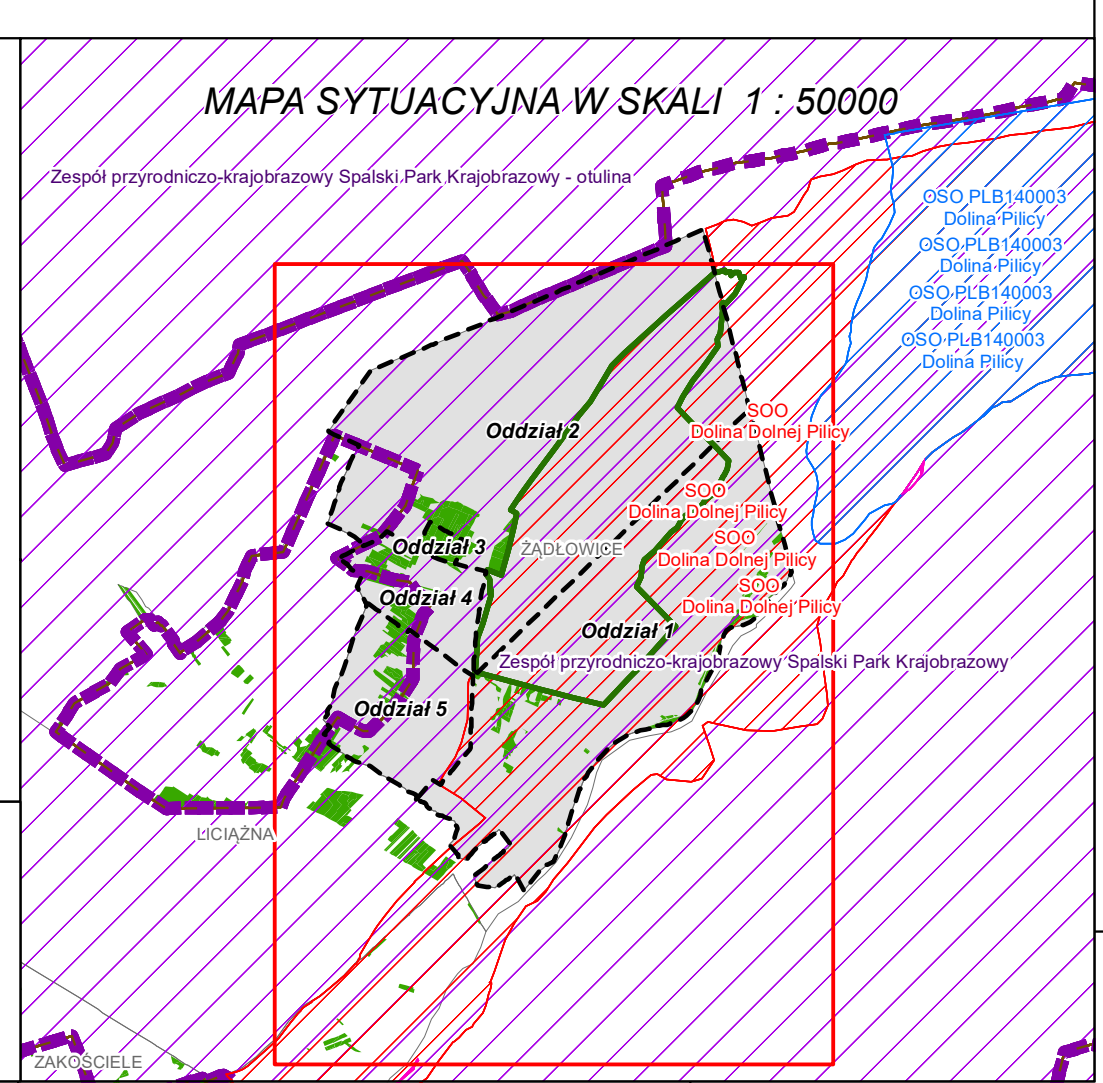 MAPA SYTUACYJNA W SKALI 1 : 50000
Zespół przyrodniczo-krajobrazowy Spalski Park Krajobrazowy - otulina
OSO PLB140003
Dolina Pilicy
OSO PLB140003
Dolina Pilicy
OSO PLB140003
Dolina Pilicy
OSO PLB140003
Dolina Pilicy
SOO
Dolina Dolnej Pilicy
Oddział 2
SOO
Dolina Dolnej Pilicy
SOO
Dolina Dolnej Pilicy
Oddział 3
ŻĄDŁOWICE
SOO
Dolina Dolnej Pilicy
Oddział 4
Oddział 1
Zespół przyrodniczo-krajobrazowy Spalski Park Krajobrazowy
Oddział 5
LICIĄŻNA
ZAKOŚCIELE